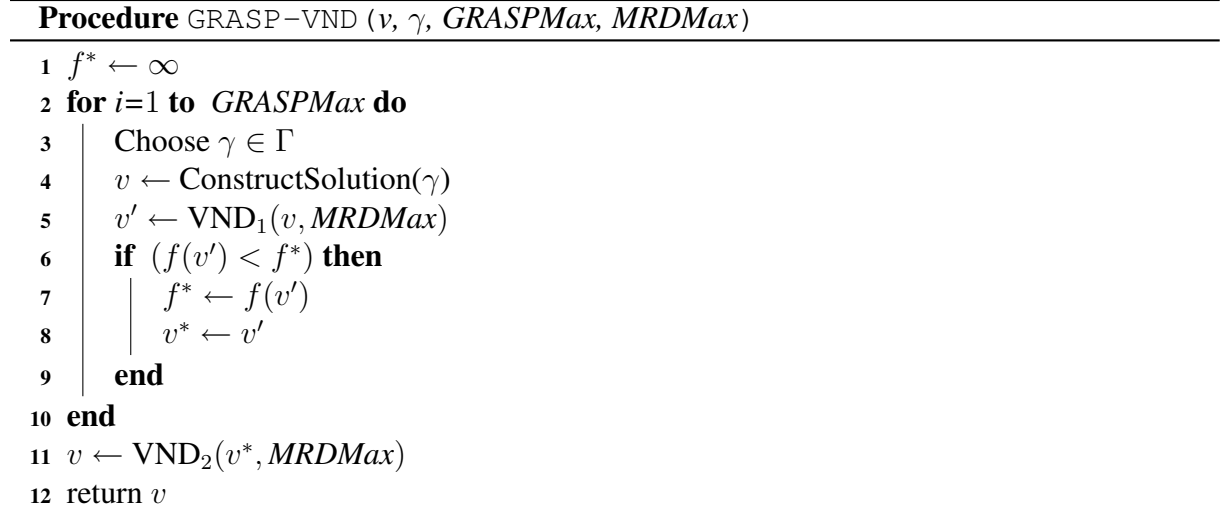 Procedure GRASP-VND(v, γ, GRASPMax, MRDMax)
1 f* ← ∞
2 for i=1 to GRASPMax do
3 Choose γ ∈ Γ
4 v ← ConstructSolution(γ)
5 v′ ← VND₁(v, MRDMax)
6 if (f(v′) < f*) then
7 f* ← f(v′)
8 v* ← v′
9 end
10 end
11 v ← VND₂(v*, MRDMax)
12 return v